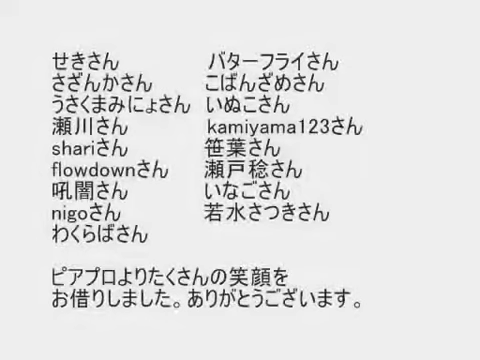 せきさん バターフライさん
さざんかさん こばんざめさん
うさくまみにょさん いぬこさん
瀬川さん kamiyama123さん
shariさん 笹葉さん
flowdownさん 瀬戸稔さん
吼闇さん いなごさん
nigoさん 若水さつきさん
わくらばさん
ピアプロよりたくさんの笑顔を
お借りしました。ありがとうございます。